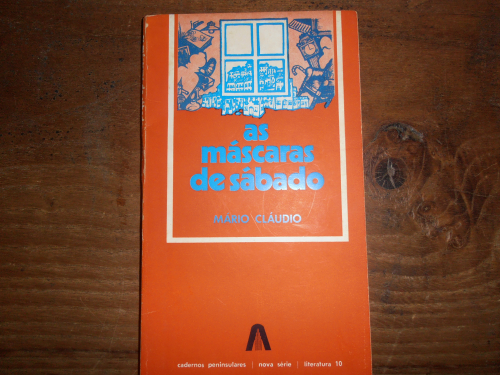 as
máscaras
de sábado
MÁRIO CLÁUDIO
cadernos peninsulares | nova série | literatura 10